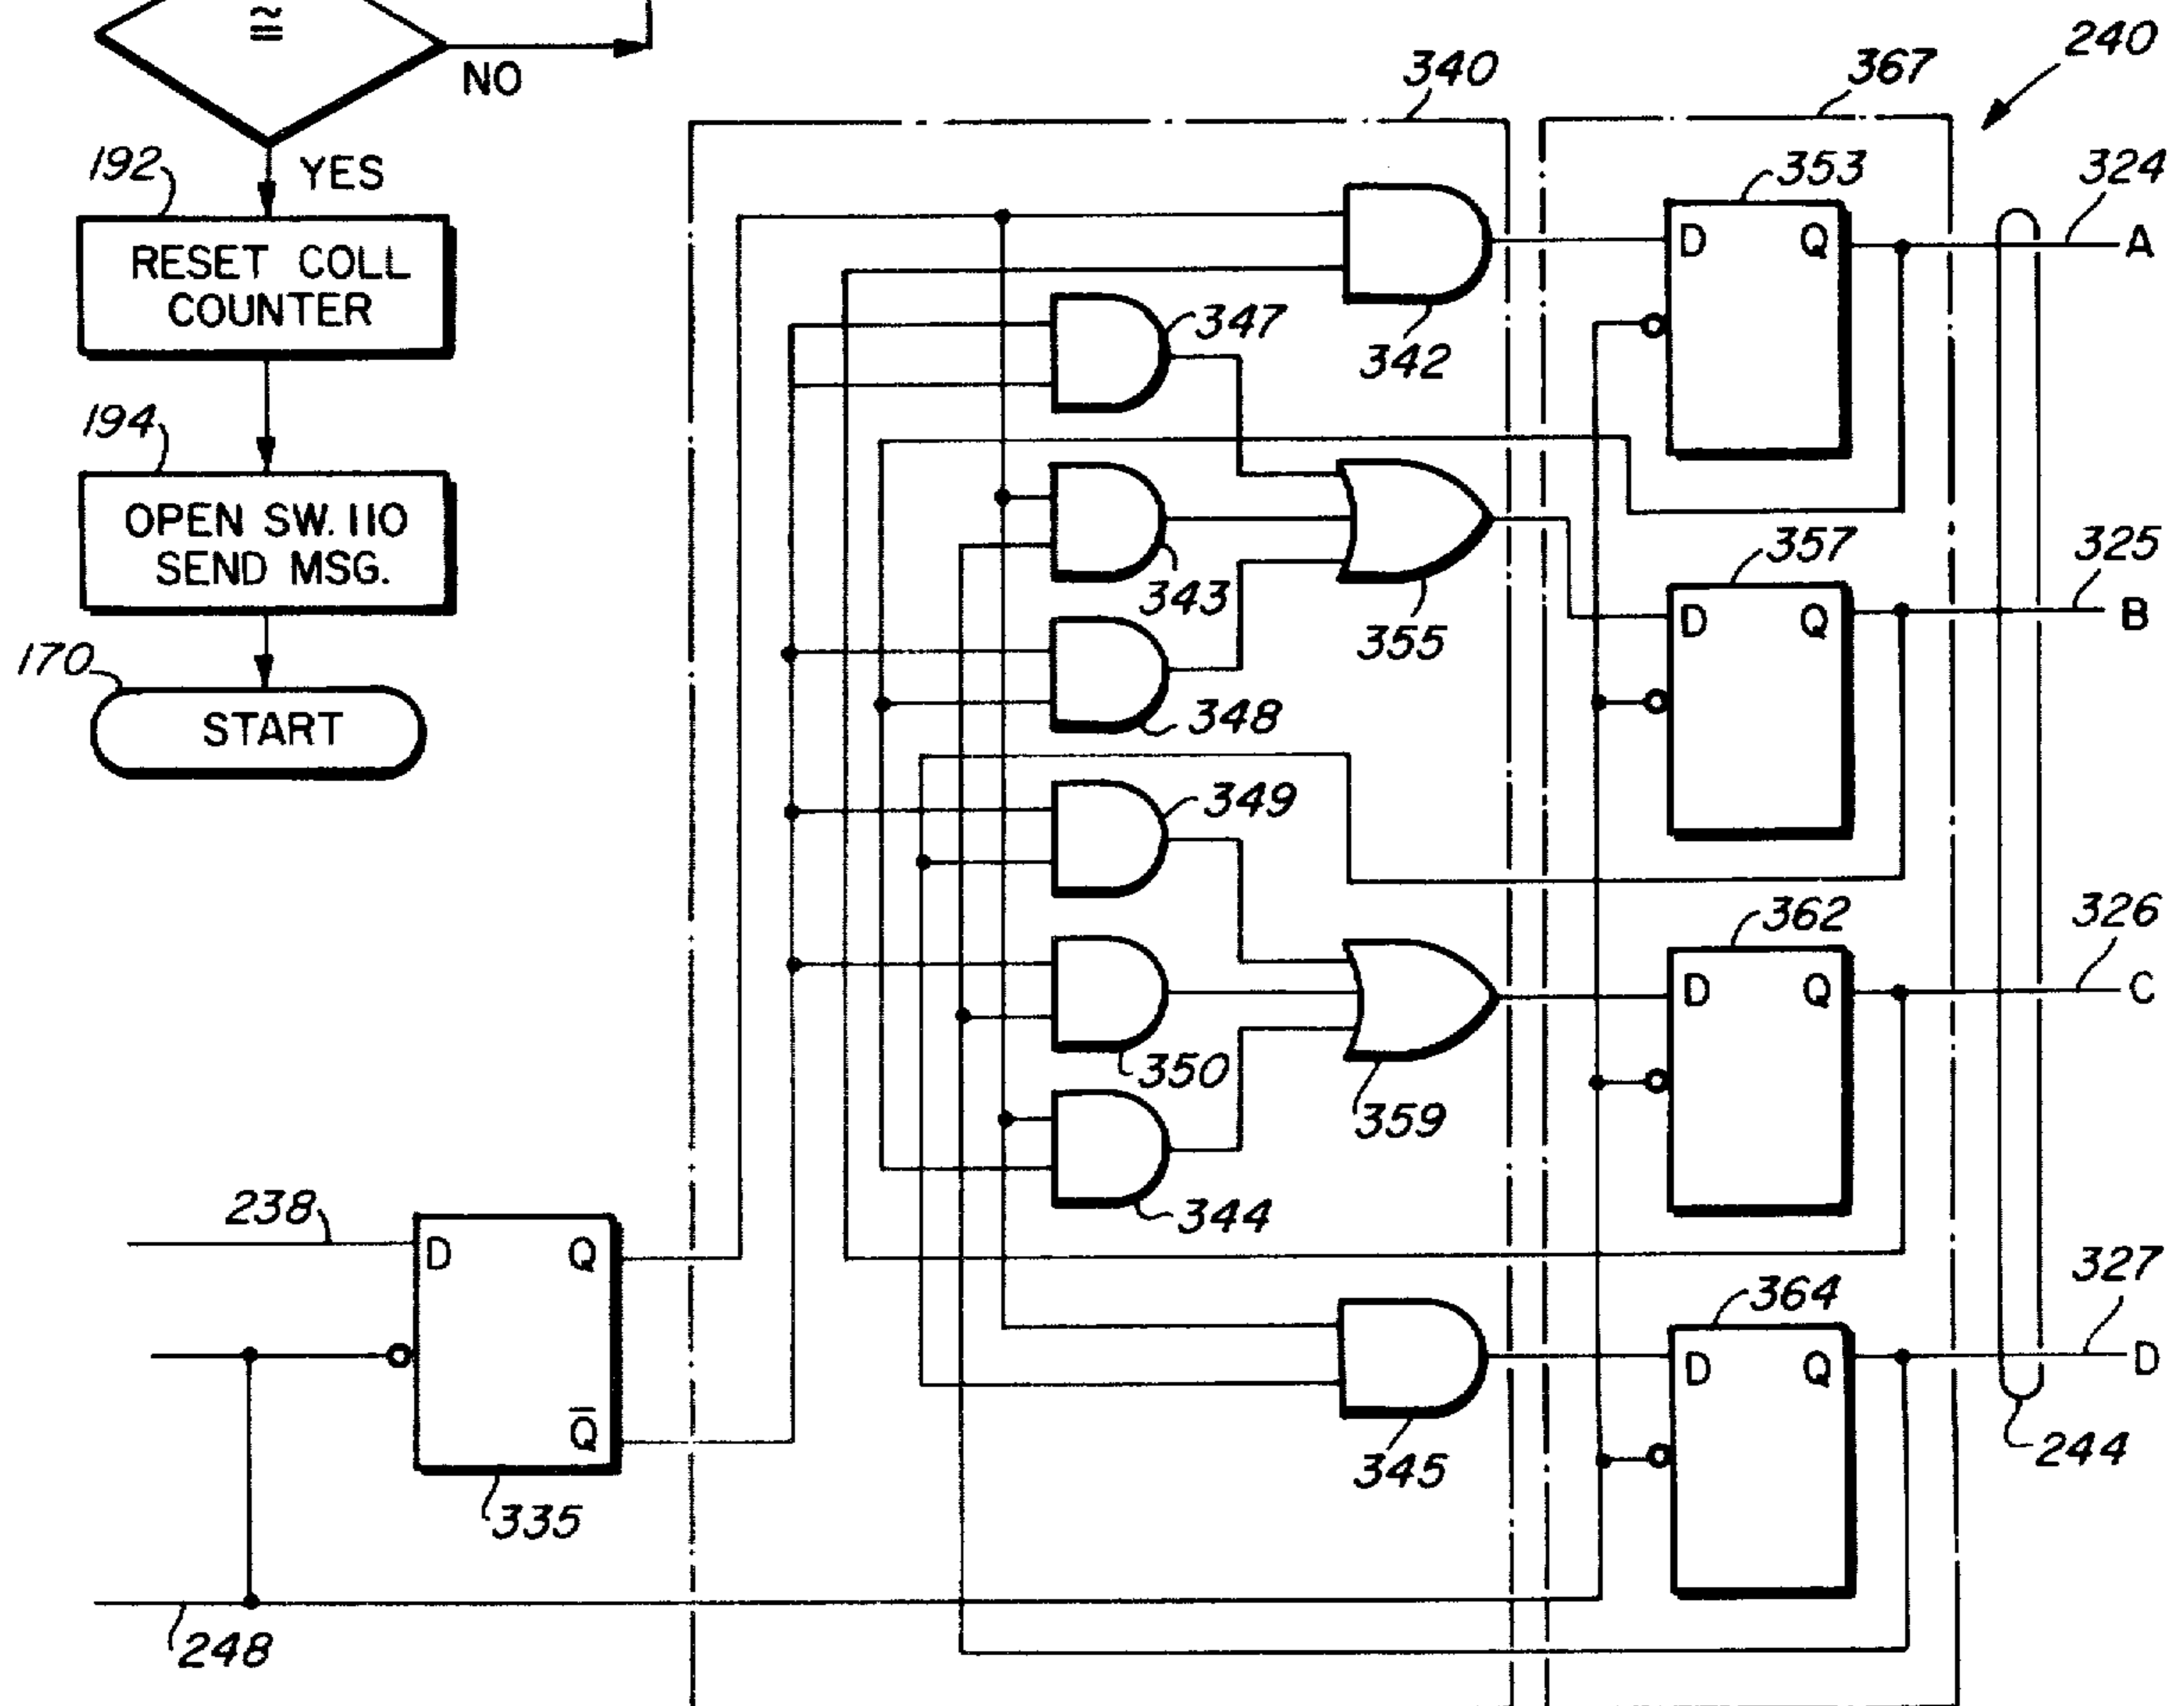 ≅
NO
YES
192
RESET COLL
COUNTER
194
OPEN SW. 110
SEND MSG.
170
START
340
367
240
342
347
343
348
355
349
350
344
359
345
353
D Q
324
A
357
D Q
325
B
362
D Q
326
C
364
D Q
327
D
244
238
D Q
Q̅
335
248